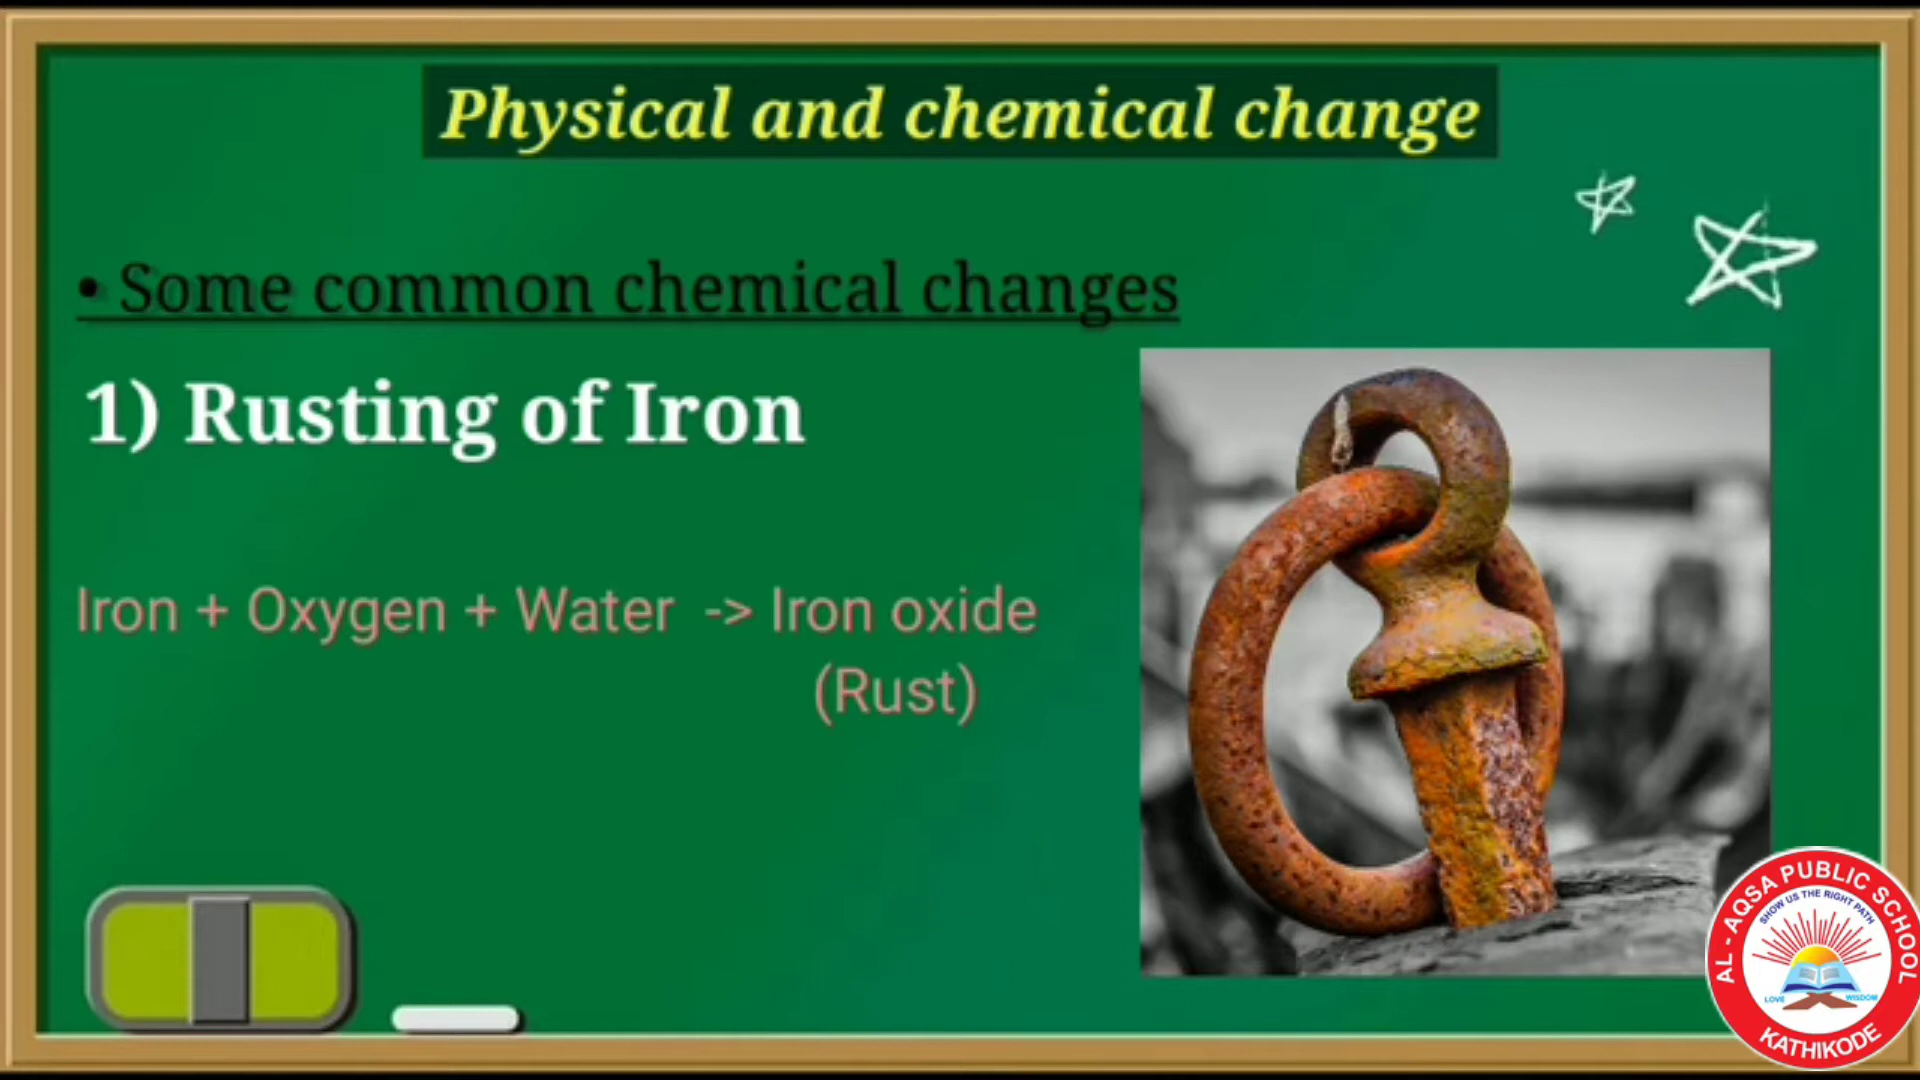 Physical and chemical change
• Some common chemical changes
1) Rusting of Iron
Iron + Oxygen + Water -> Iron oxide
(Rust)
AL - AQSA PUBLIC SCHOOL
SHOW US THE RIGHT PATH
LOVE WISDOM
KATHIKODE